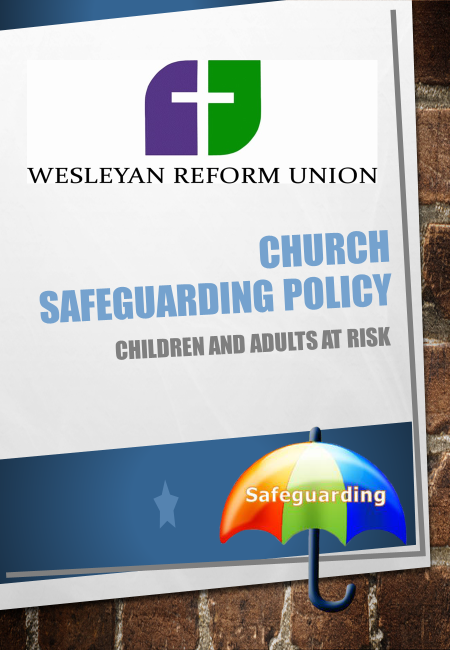 WESLEYAN REFORM UNION
CHURCH
SAFEGUARDING POLICY
CHILDREN AND ADULTS AT RISK
Safeguarding